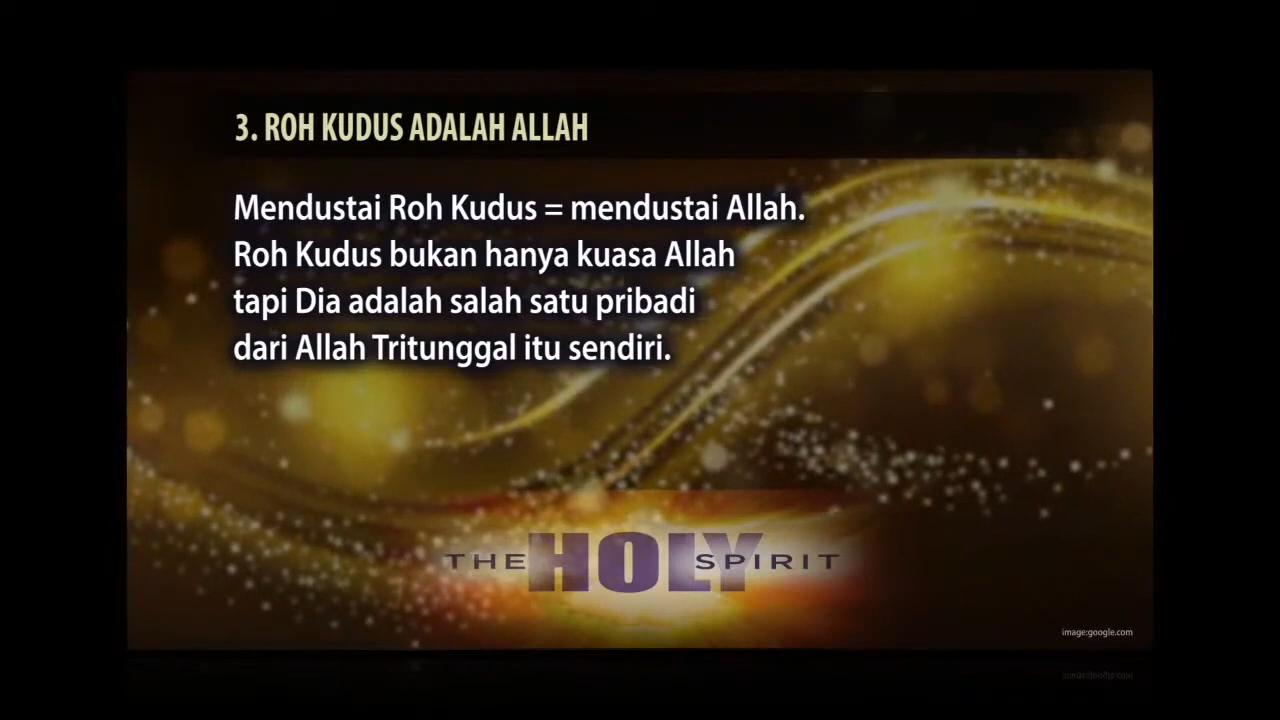 3. ROH KUDUS ADALAH ALLAH
Mendustai Roh Kudus = mendustai Allah.
Roh Kudus bukan hanya kuasa Allah
tapi Dia adalah salah satu pribadi
dari Allah Tritunggal itu sendiri.
THE HOLY SPIRIT
image:google.com